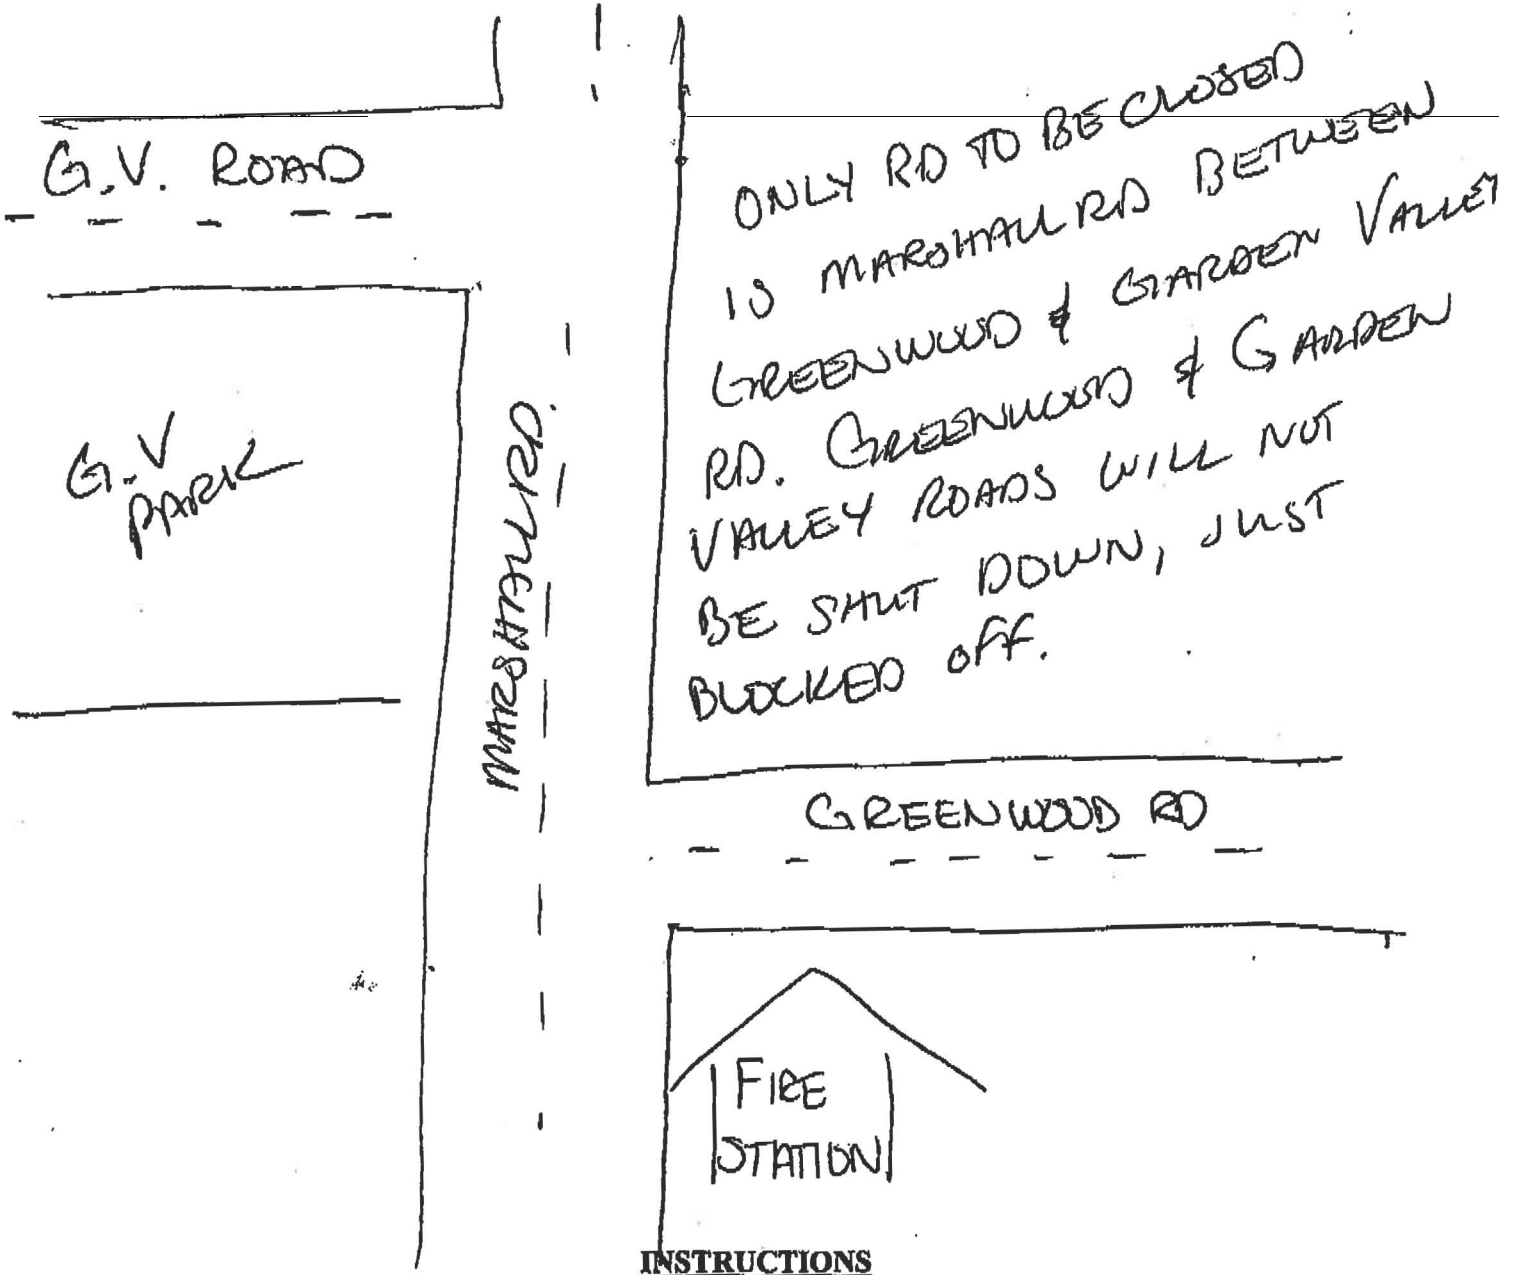 G.V. ROAD
ONLY RD TO BE CLOSED
IS MARSHALL RD BETWEEN
GREENWOOD & GARDEN VALLEY
RD. GREENWOOD & GARDEN
VALLEY ROADS WILL NOT
BE SHUT DOWN, JUST
BLOCKED OFF.
G.V
PARK
MARSHALL RD.
GREENWOOD RD
FIRE
STATION
INSTRUCTIONS